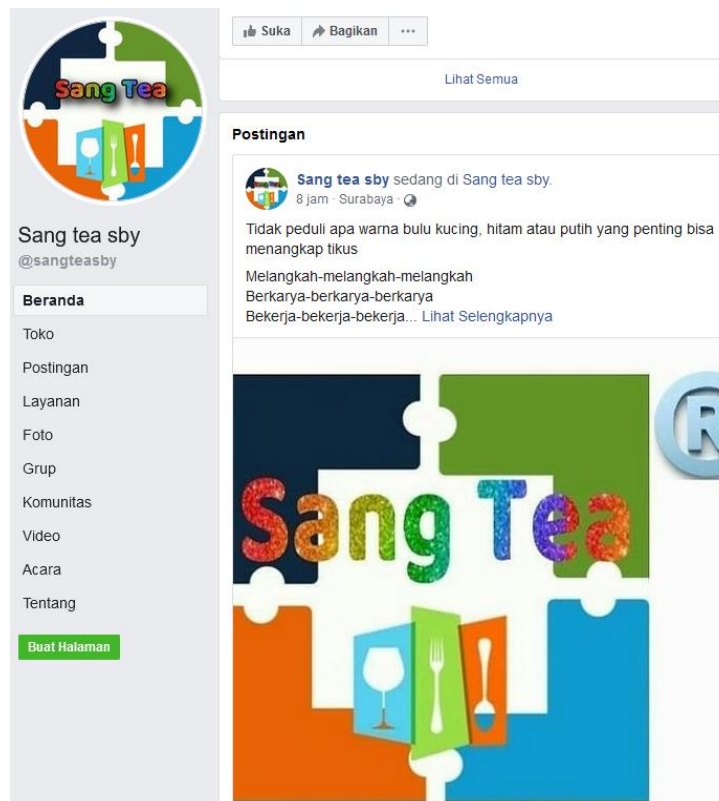 Sang Tea
Sang tea sby
@sangteasby
Beranda
Toko
Postingan
Layanan
Foto
Grup
Komunitas
Video
Acara
Tentang
Buat Halaman
Suka
Bagikan
Lihat Semua
Postingan
Sang tea sby sedang di Sang tea sby.
8 jam · Surabaya ·
Tidak peduli apa warna bulu kucing, hitam atau putih yang penting bisa
menangkap tikus
Melangkah-melangkah-melangkah
Berkarya-berkarya-berkarya
Bekerja-bekerja-bekerja... Lihat Selengkapnya
Sang Tea
R